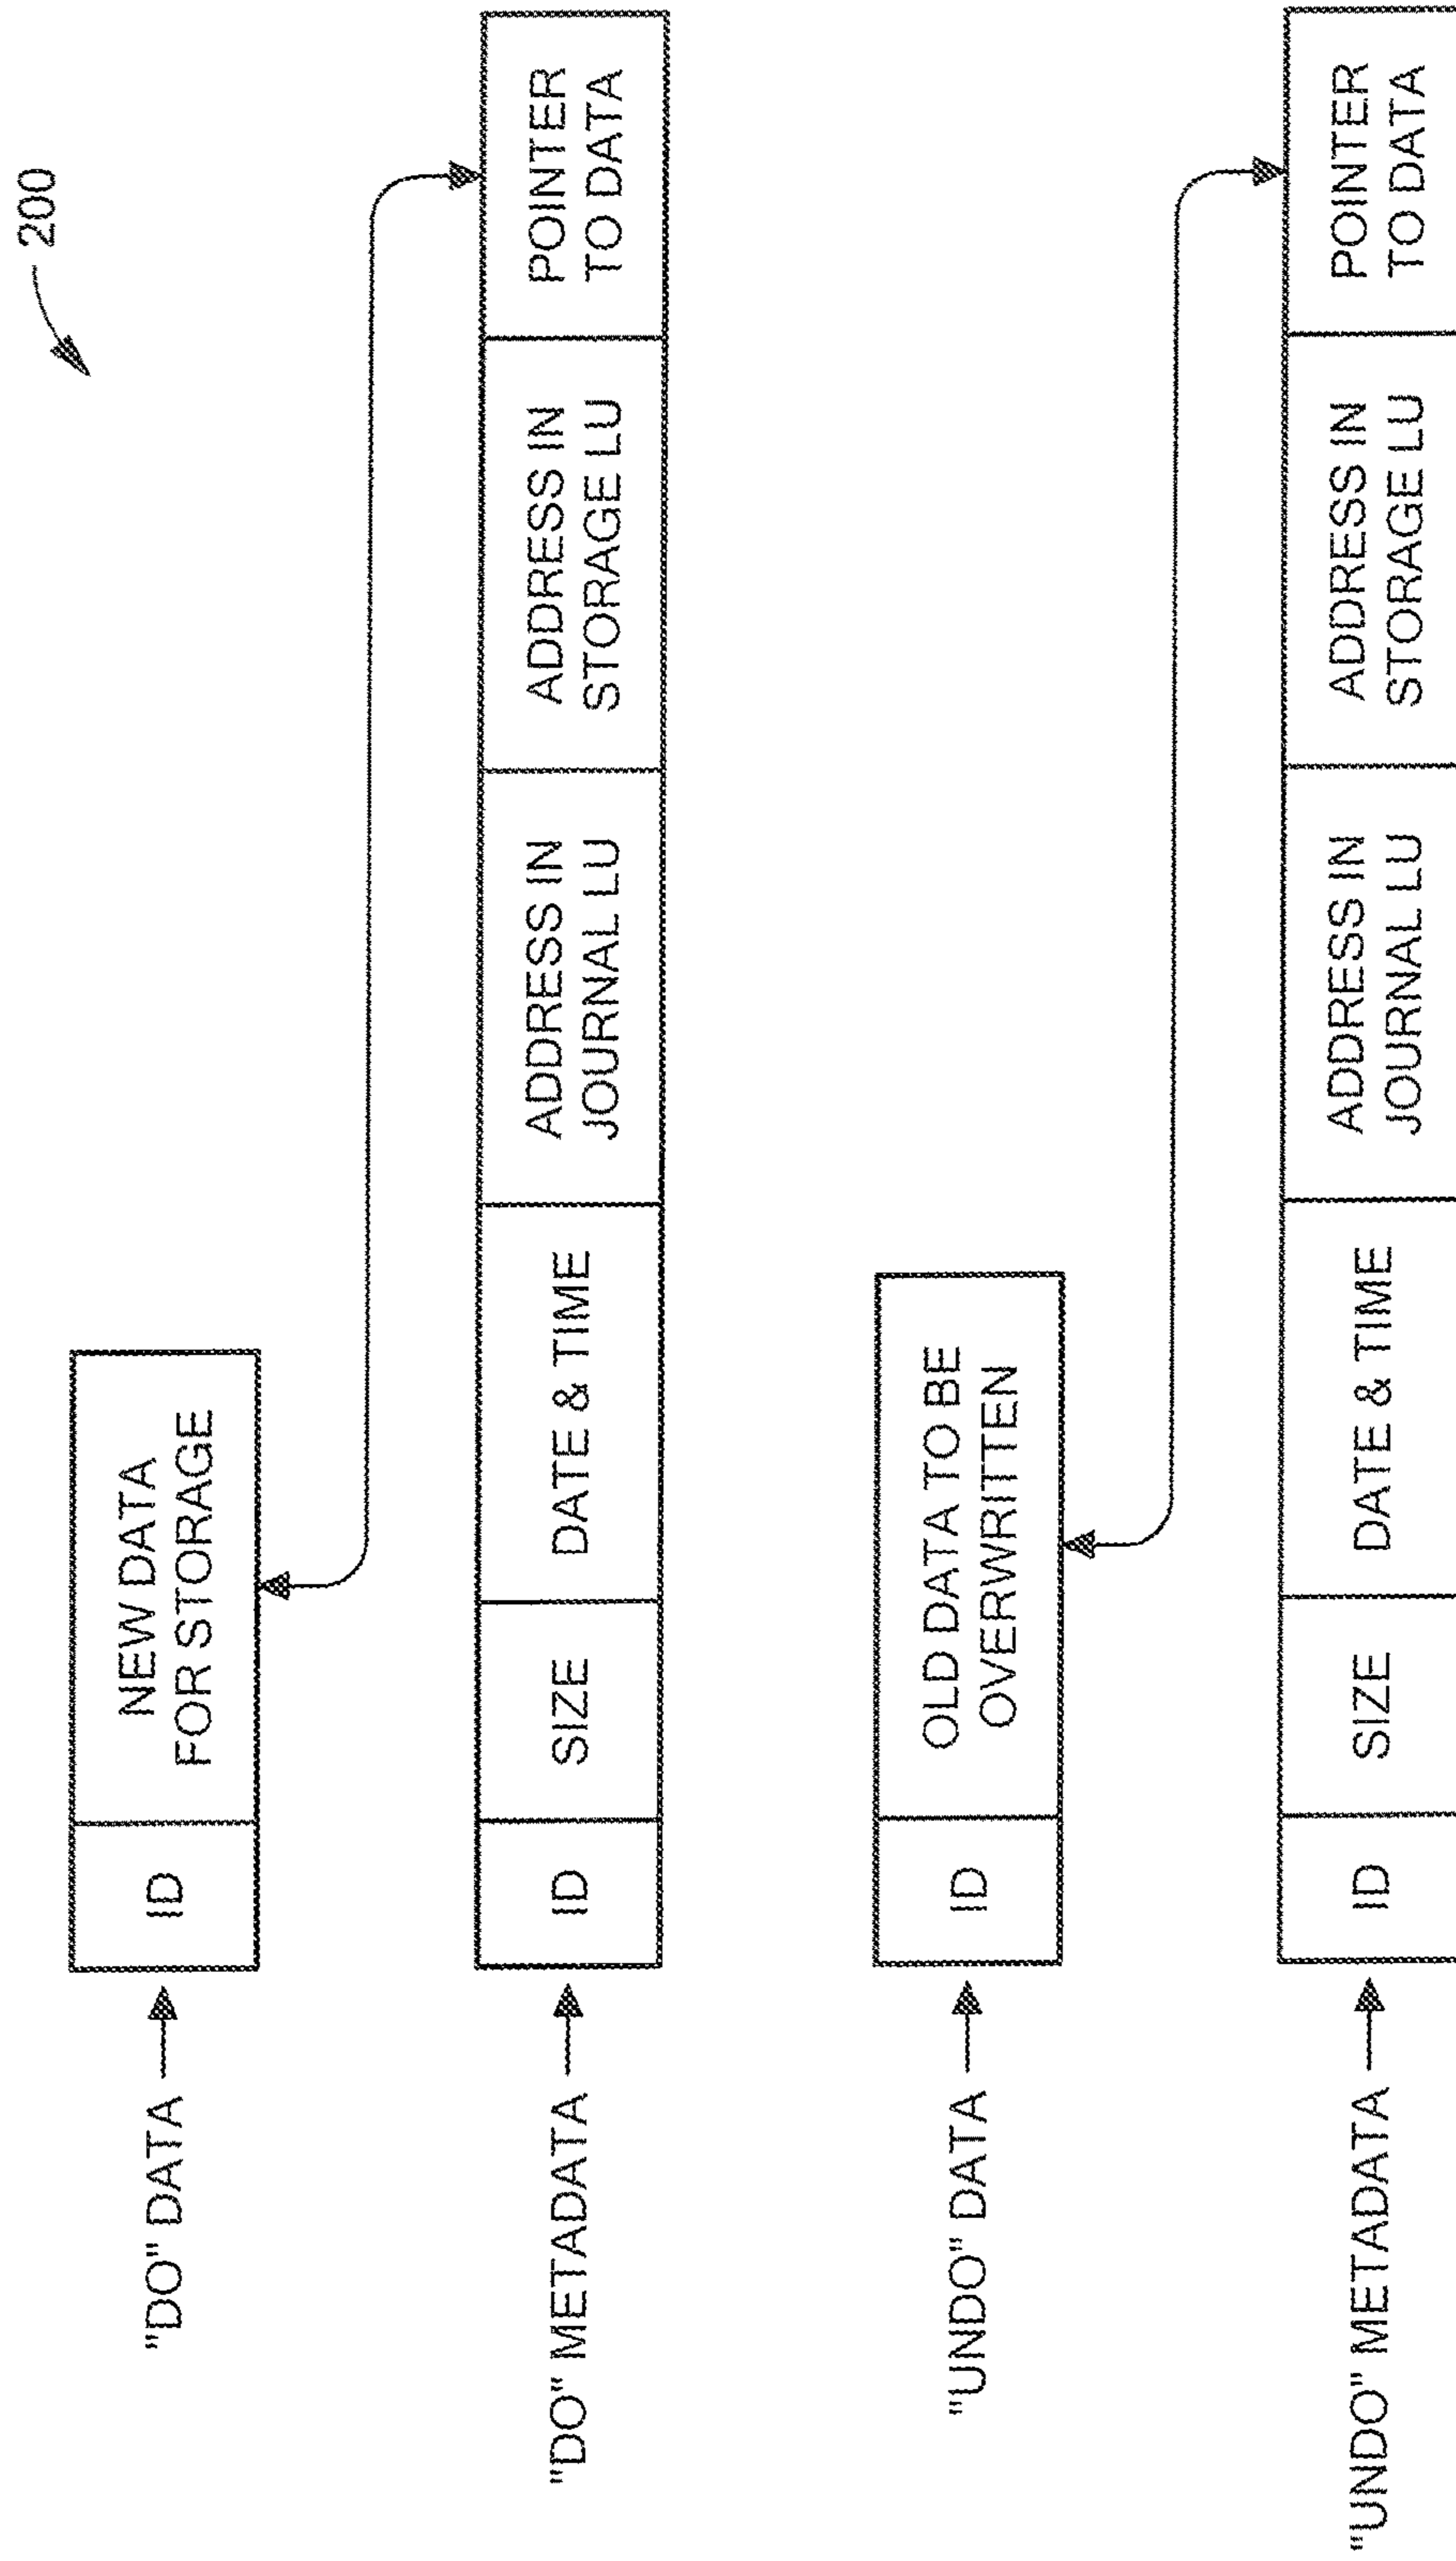 200
"DO" DATA
ID
NEW DATA
FOR STORAGE
"DO" METADATA
ID
SIZE
DATE & TIME
ADDRESS IN
JOURNAL LU
ADDRESS IN
STORAGE LU
POINTER
TO DATA
"UNDO" DATA
ID
OLD DATA TO BE
OVERWRITTEN
"UNDO" METADATA
ID
SIZE
DATE & TIME
ADDRESS IN
JOURNAL LU
ADDRESS IN
STORAGE LU
POINTER
TO DATA